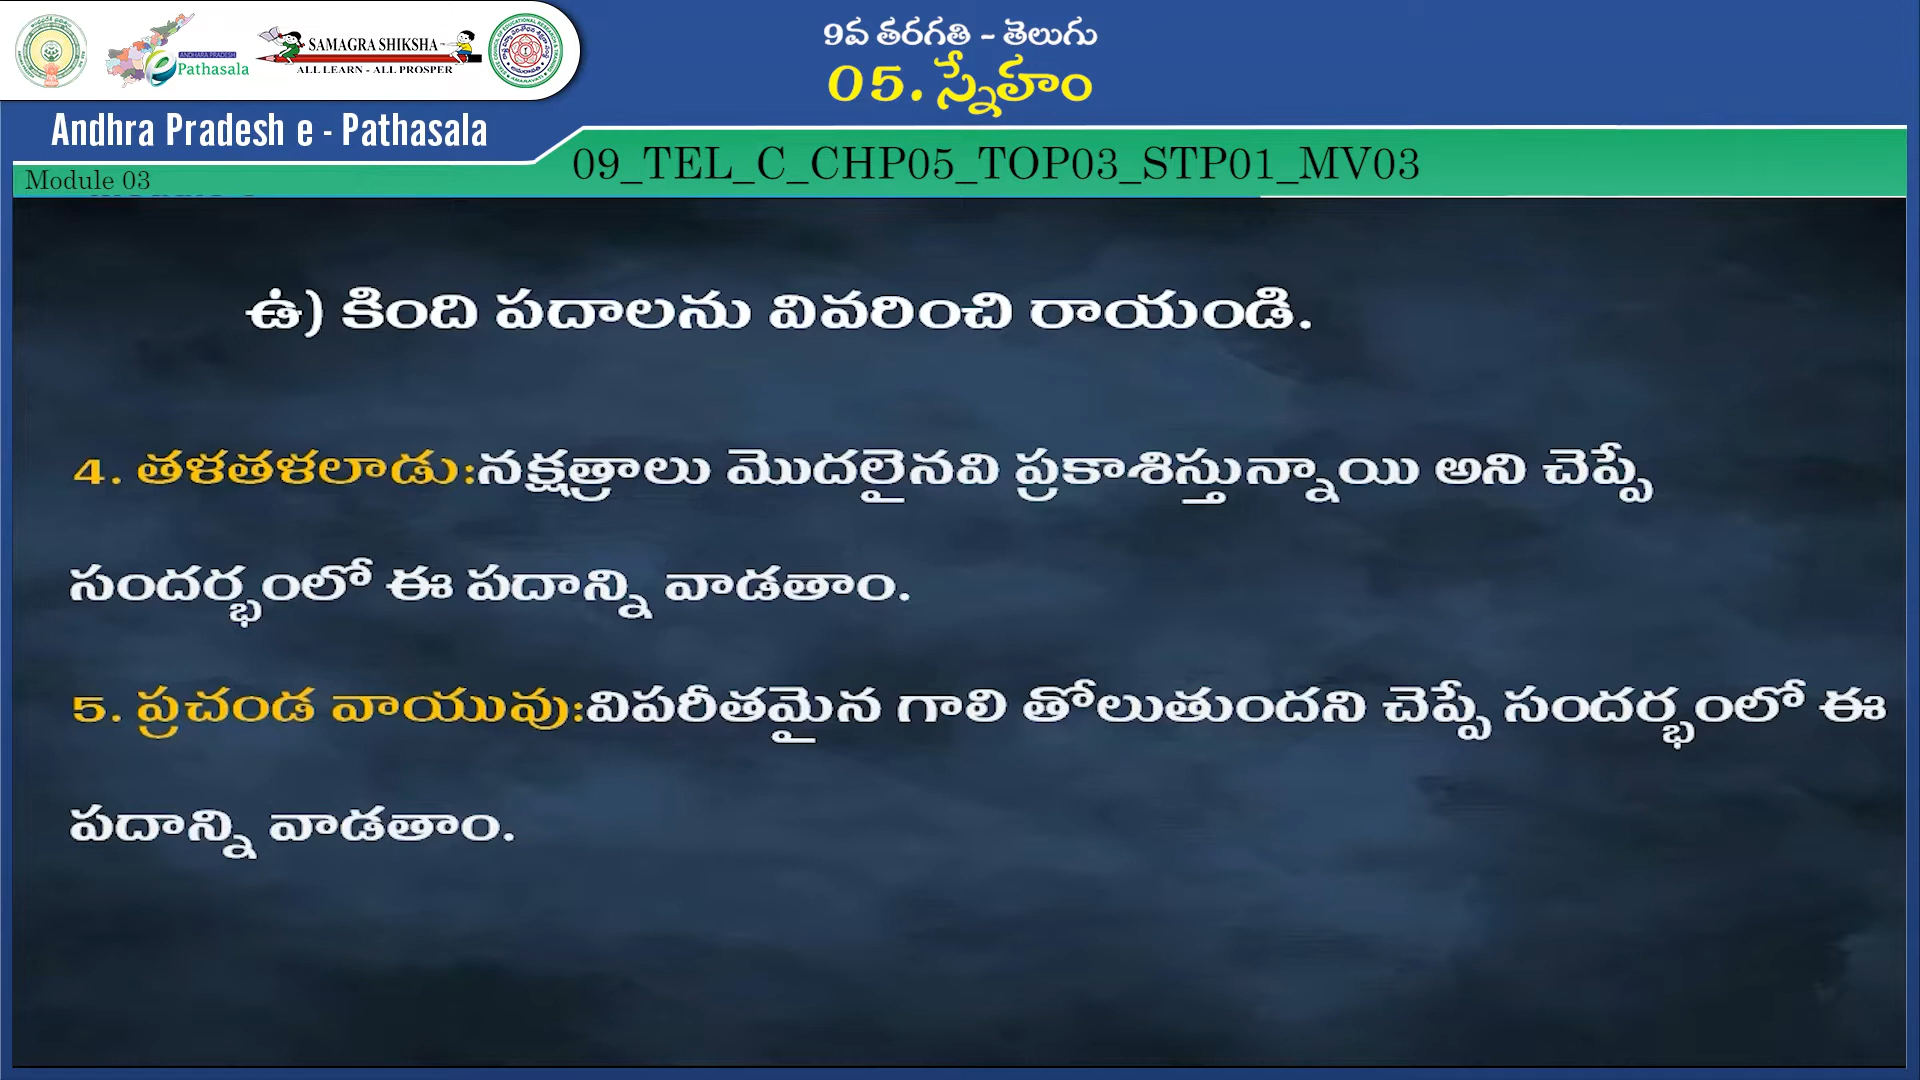 ANDHRA PRADESH
Pathasala
SAMAGRA SHIKSHA
ALL LEARN - ALL PROSPER
9వ తరగతి - తెలుగు
05. స్నేహం
Andhra Pradesh e - Pathasala
09_TEL_C_CHP05_TOP03_STP01_MV03
Module 03
ఉ) కింది పదాలను వివరించి రాయండి.
4. తళతళలాడు:నక్షత్రాలు మొదలైనవి ప్రకాశిస్తున్నాయి అని చెప్పే
సందర్భంలో ఈ పదాన్ని వాడతాం.
5. ప్రచండ వాయువు:విపరీతమైన గాలి తోలుతుందని చెప్పే సందర్భంలో ఈ
పదాన్ని వాడతాం.